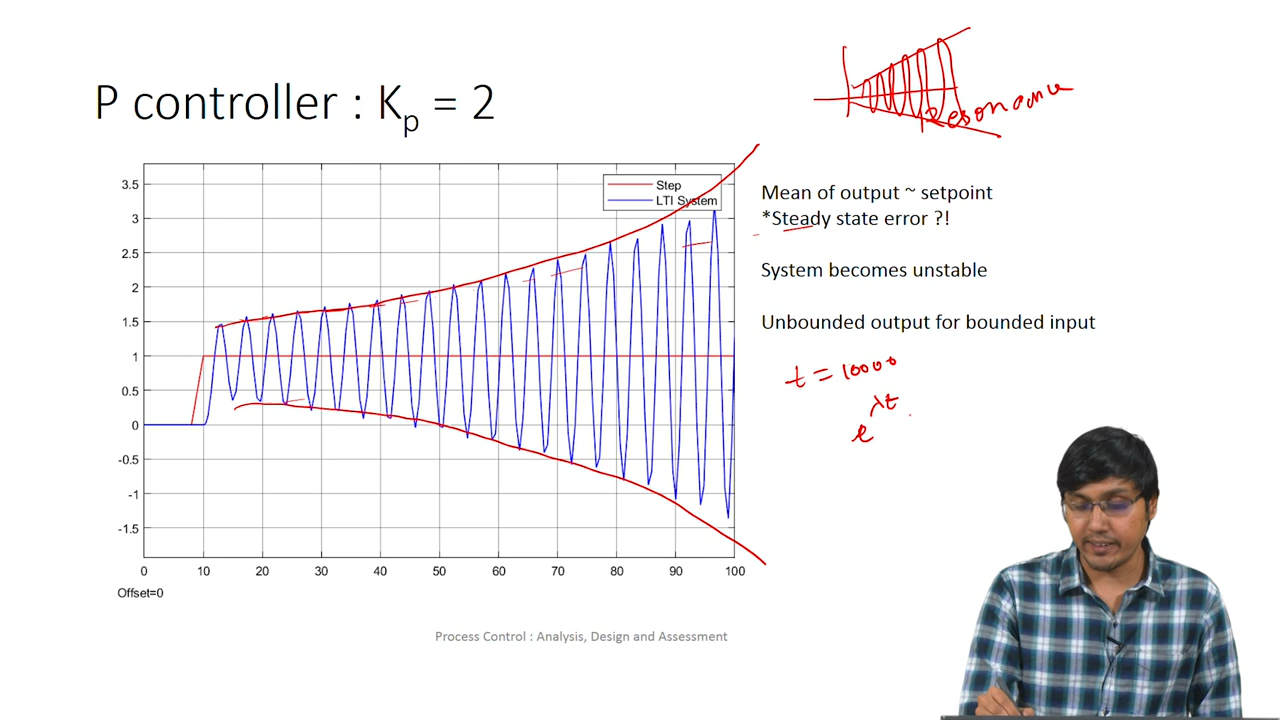 P controller : Kp = 2
Resonance
Step
LTI System
Mean of output ~ setpoint
*Steady state error ?!
System becomes unstable
Unbounded output for bounded input
t = 10000
e^λt
3.5
3
2.5
2
1.5
1
0.5
0
-0.5
-1
-1.5
0 10 20 30 40 50 60 70 80 90 100
Offset=0
Process Control : Analysis, Design and Assessment